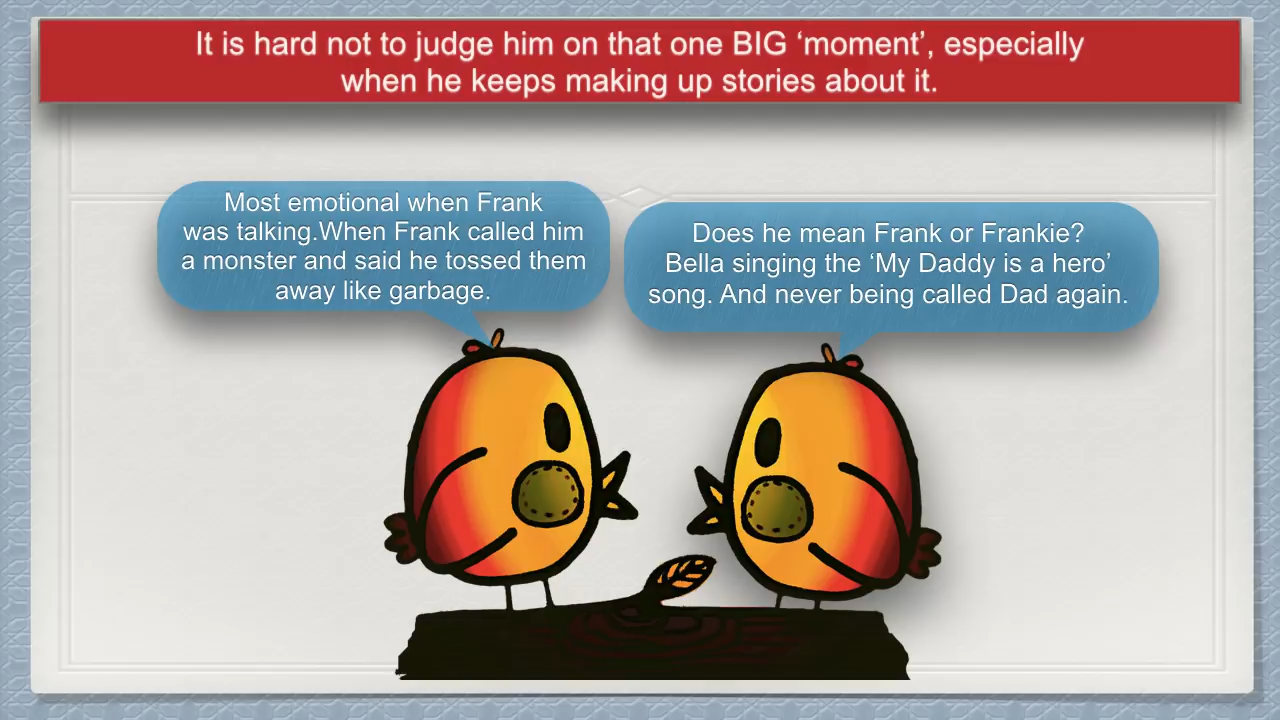 It is hard not to judge him on that one BIG ‘moment’, especially
when he keeps making up stories about it.
Most emotional when Frank
was talking.When Frank called him
a monster and said he tossed them
away like garbage.
Does he mean Frank or Frankie?
Bella singing the ‘My Daddy is a hero’
song. And never being called Dad again.